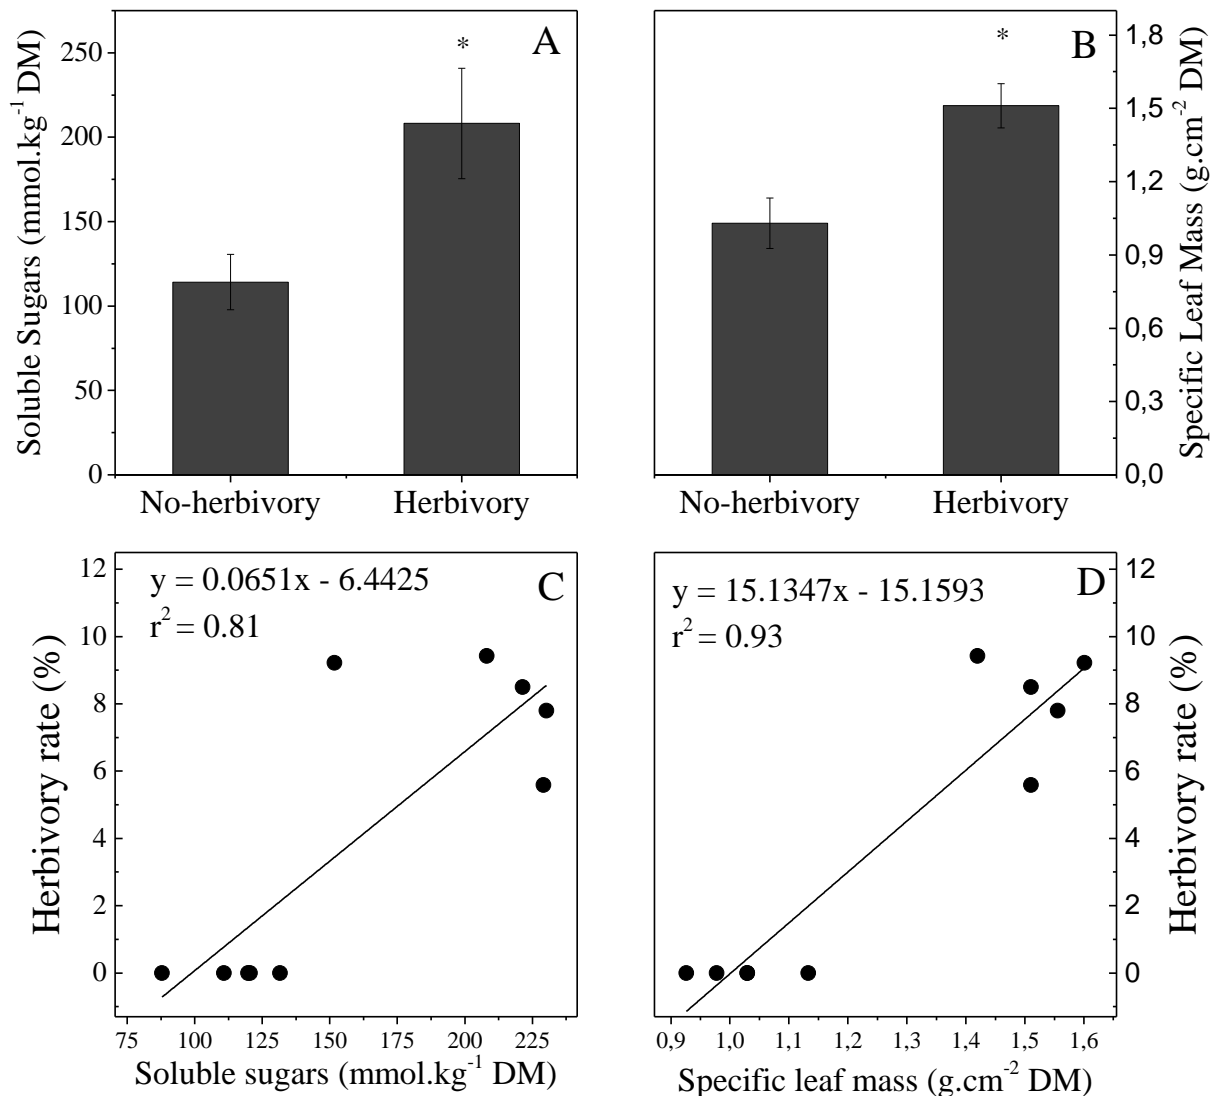 A
*
250
200
150
100
50
0
Soluble Sugars (mmol.kg⁻¹ DM)
No-herbivory Herbivory
B
*
1,8
1,5
1,2
0,9
0,6
0,3
0,0
Specific Leaf Mass (g.cm⁻² DM)
No-herbivory Herbivory
C
y = 0.0651x - 6.4425
r² = 0.81
12
10
8
6
4
2
0
Herbivory rate (%)
75 100 125 150 175 200 225
Soluble sugars (mmol.kg⁻¹ DM)
D
y = 15.1347x - 15.1593
r² = 0.93
12
10
8
6
4
2
0
Herbivory rate (%)
0,9 1,0 1,1 1,2 1,3 1,4 1,5 1,6
Specific leaf mass (g.cm⁻² DM)